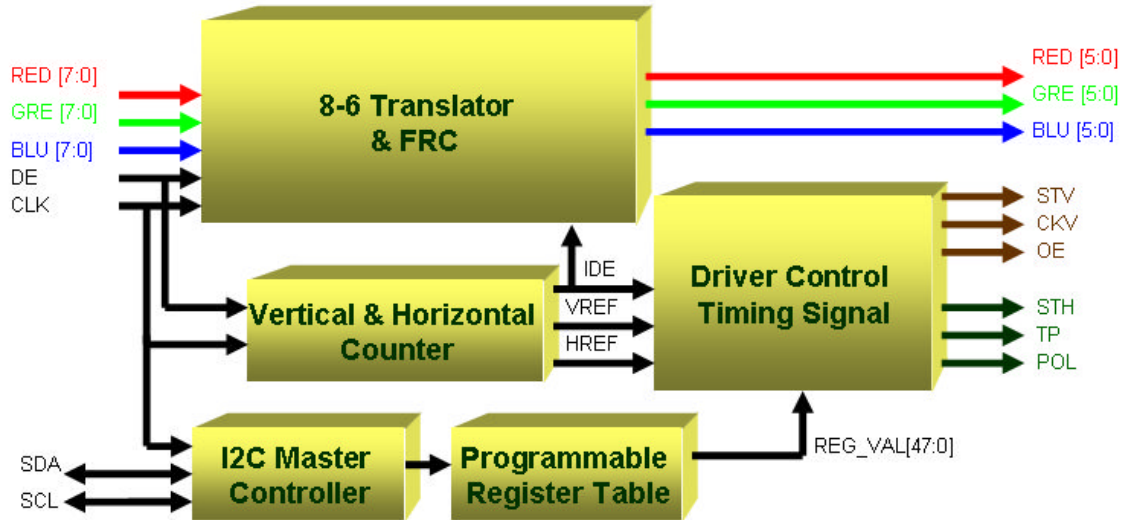 RED [7:0]
GRE [7:0]
BLU [7:0]
DE
CLK
8-6 Translator
& FRC
RED [5:0]
GRE [5:0]
BLU [5:0]
IDE
VREF
HREF
Vertical & Horizontal
Counter
Driver Control
Timing Signal
STV
CKV
OE
STH
TP
POL
SDA
SCL
I2C Master
Controller
Programmable
Register Table
REG_VAL[47:0]